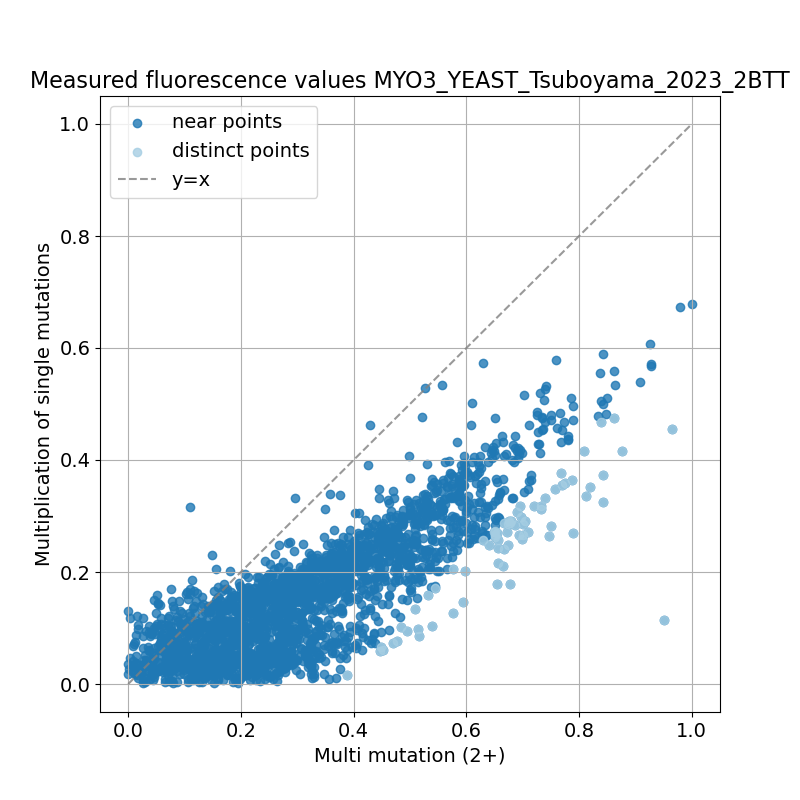 Measured fluorescence values MYO3_YEAST_Tsuboyama_2023_2BTT
near points
distinct points
y=x
Multiplication of single mutations
1.0
0.8
0.6
0.4
0.2
0.0
0.0 0.2 0.4 0.6 0.8 1.0
Multi mutation (2+)